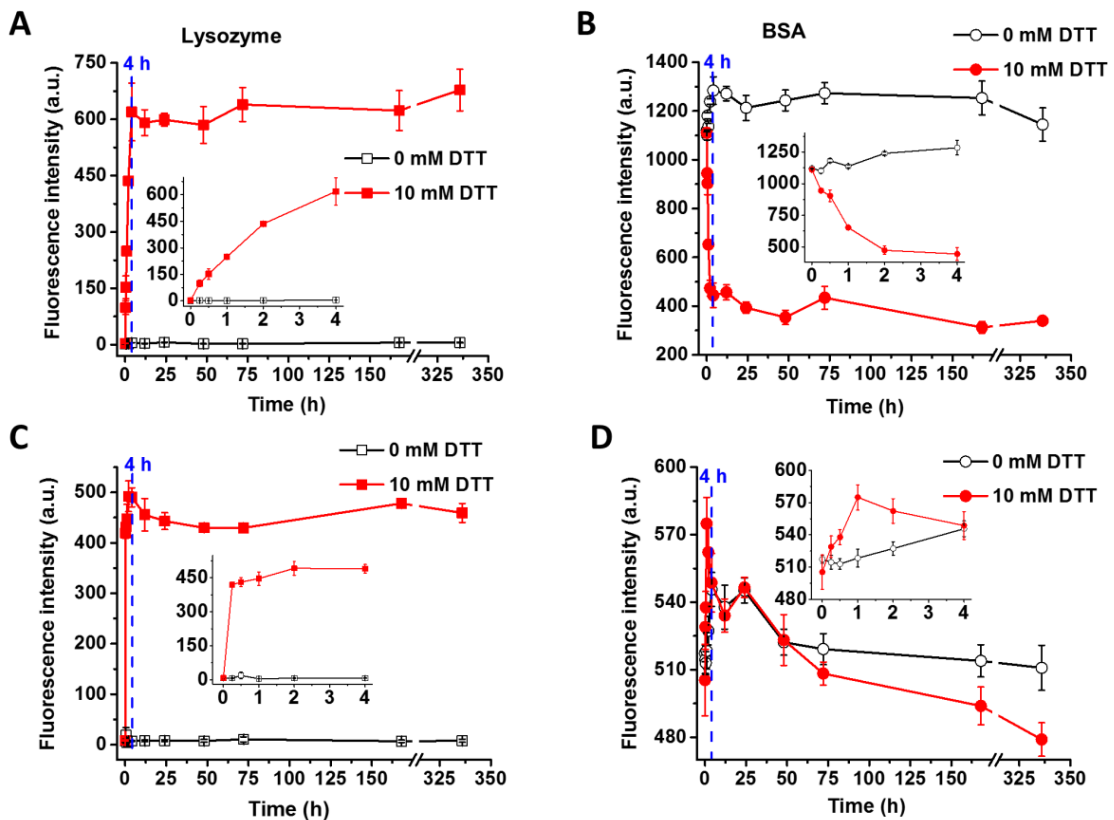 A
Lysozyme
4 h
750
600
450
300
150
0
Fluorescence intensity (a.u.)
0 mM DTT
10 mM DTT
600
450
300
150
0
0 1 2 3 4
0 25 50 75 100 125 150 325 350
Time (h)
B
BSA
0 mM DTT
10 mM DTT
4 h
1400
1200
1000
800
600
400
200
Fluorescence intensity (a.u.)
1250
1000
750
500
0 1 2 3 4
0 25 50 75 100 125 150 325 350
Time (h)
C
0 mM DTT
10 mM DTT
4 h
500
400
300
200
100
0
Fluorescence intensity (a.u.)
450
300
150
0
0 1 2 3 4
0 25 50 75 100 125 150 325 350
Time (h)
D
0 mM DTT
10 mM DTT
4 h
600
570
540
510
480
Fluorescence intensity (a.u.)
600
570
540
510
480
0 1 2 3 4
0 25 50 75 100 125 150 325 350
Time (h)